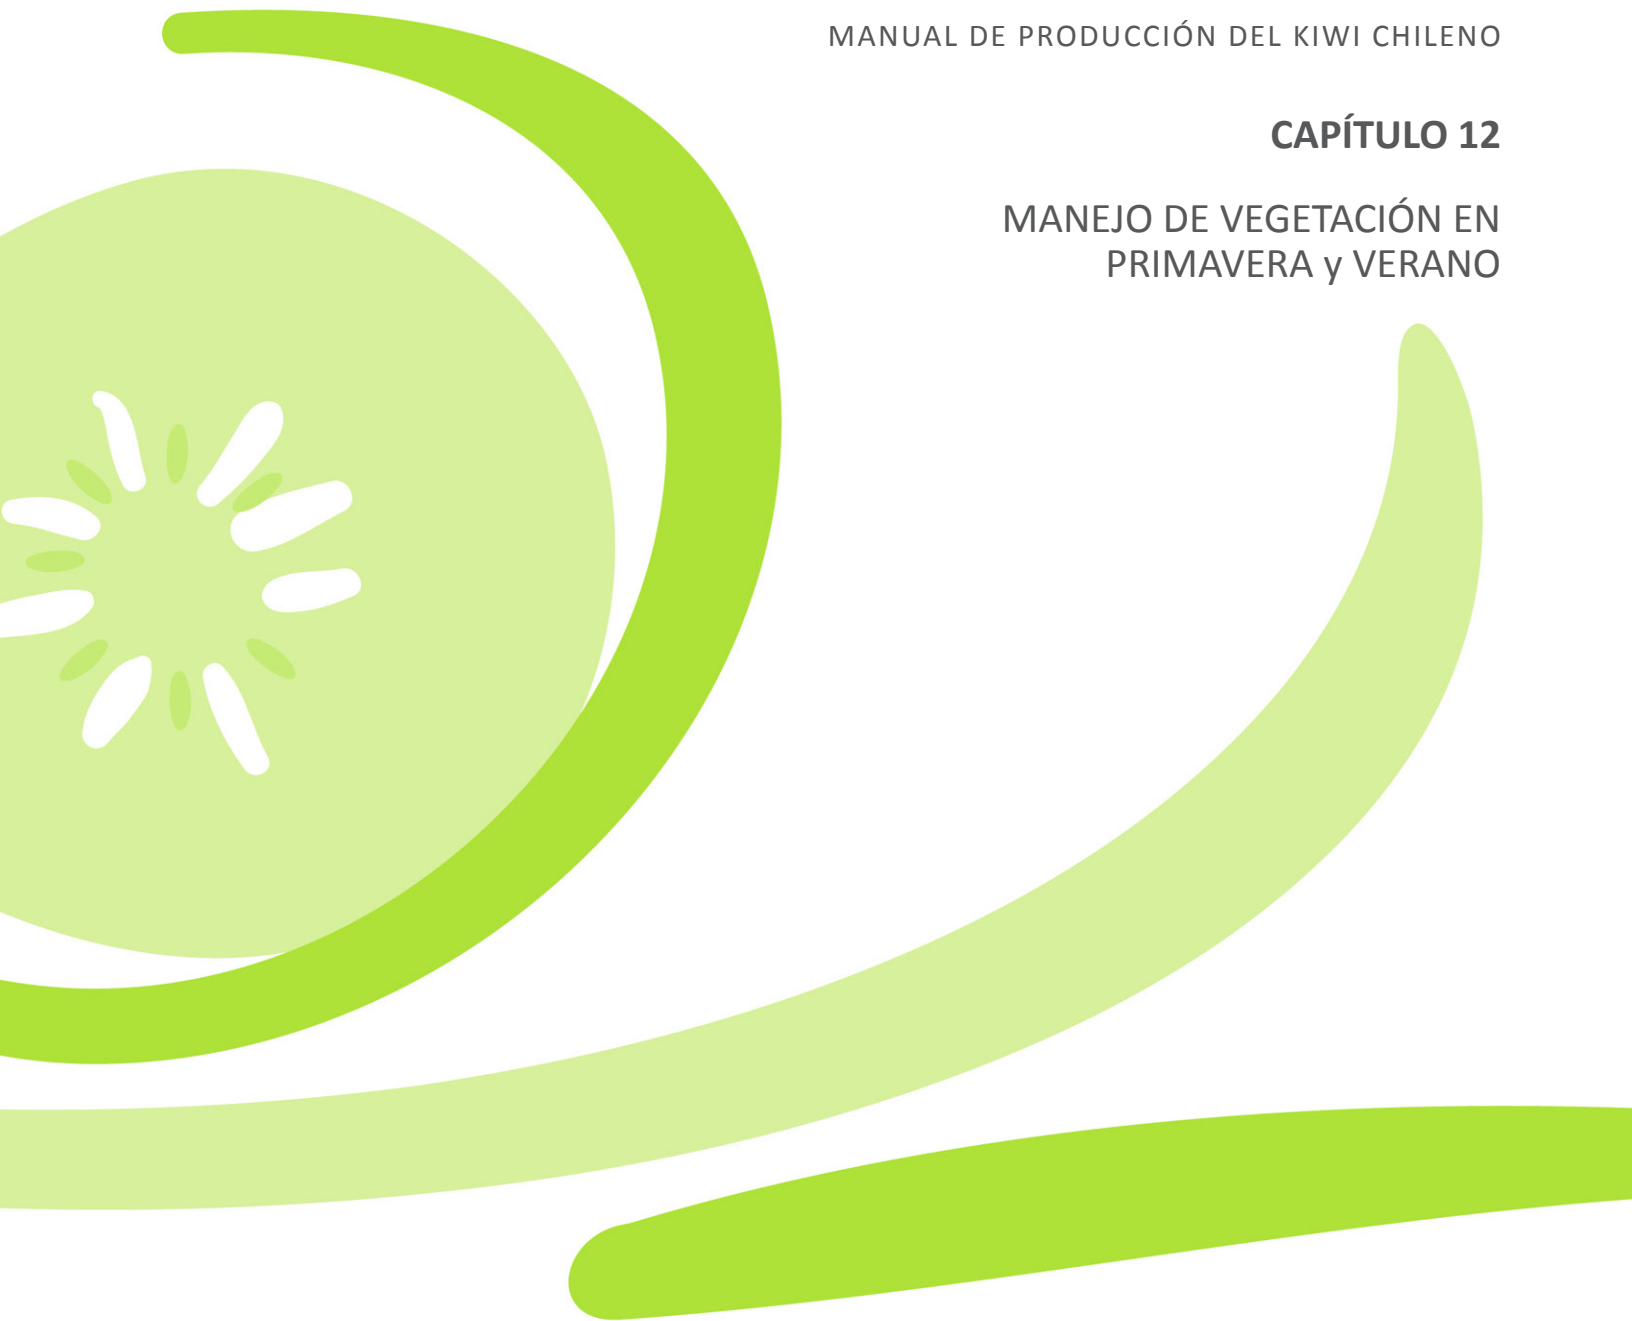 MANUAL DE PRODUCCIÓN DEL KIWI CHILENO
CAPÍTULO 12
MANEJO DE VEGETACIÓN EN
PRIMAVERA y VERANO